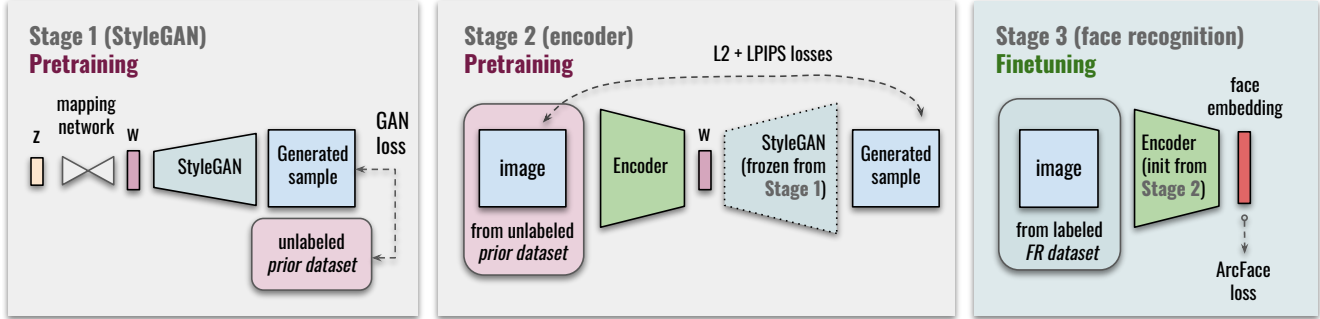 Stage 1 (StyleGAN)
Pretraining
mapping
network
z
w
StyleGAN
Generated
sample
GAN
loss
unlabeled
prior dataset
Stage 2 (encoder)
Pretraining
L2 + LPIPS losses
image
from unlabeled
prior dataset
Encoder
w
StyleGAN
(frozen from
Stage 1)
Generated
sample
Stage 3 (face recognition)
Finetuning
image
from labeled
FR dataset
Encoder
(init from
Stage 2)
face
embedding
ArcFace
loss